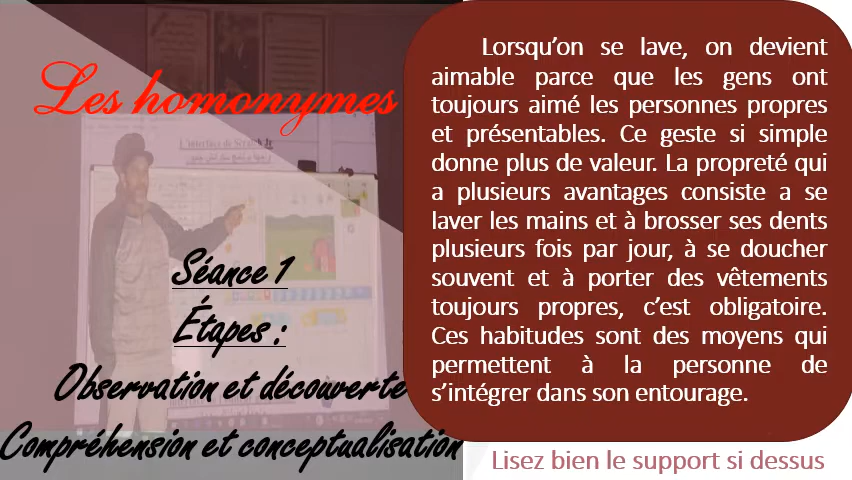 Les homonymes
L'interface de Scratch Jr
Séance 1
Étapes :
Observation et découverte
Compréhension et conceptualisation
Lorsqu'on se lave, on devient
aimable parce que les gens ont
toujours aimé les personnes propres
et présentables. Ce geste si simple
donne plus de valeur. La propreté qui
a plusieurs avantages consiste a se
laver les mains et à brosser ses dents
plusieurs fois par jour, à se doucher
souvent et à porter des vêtements
toujours propres, c'est obligatoire.
Ces habitudes sont des moyens qui
permettent à la personne de
s'intégrer dans son entourage.
Lisez bien le support si dessus